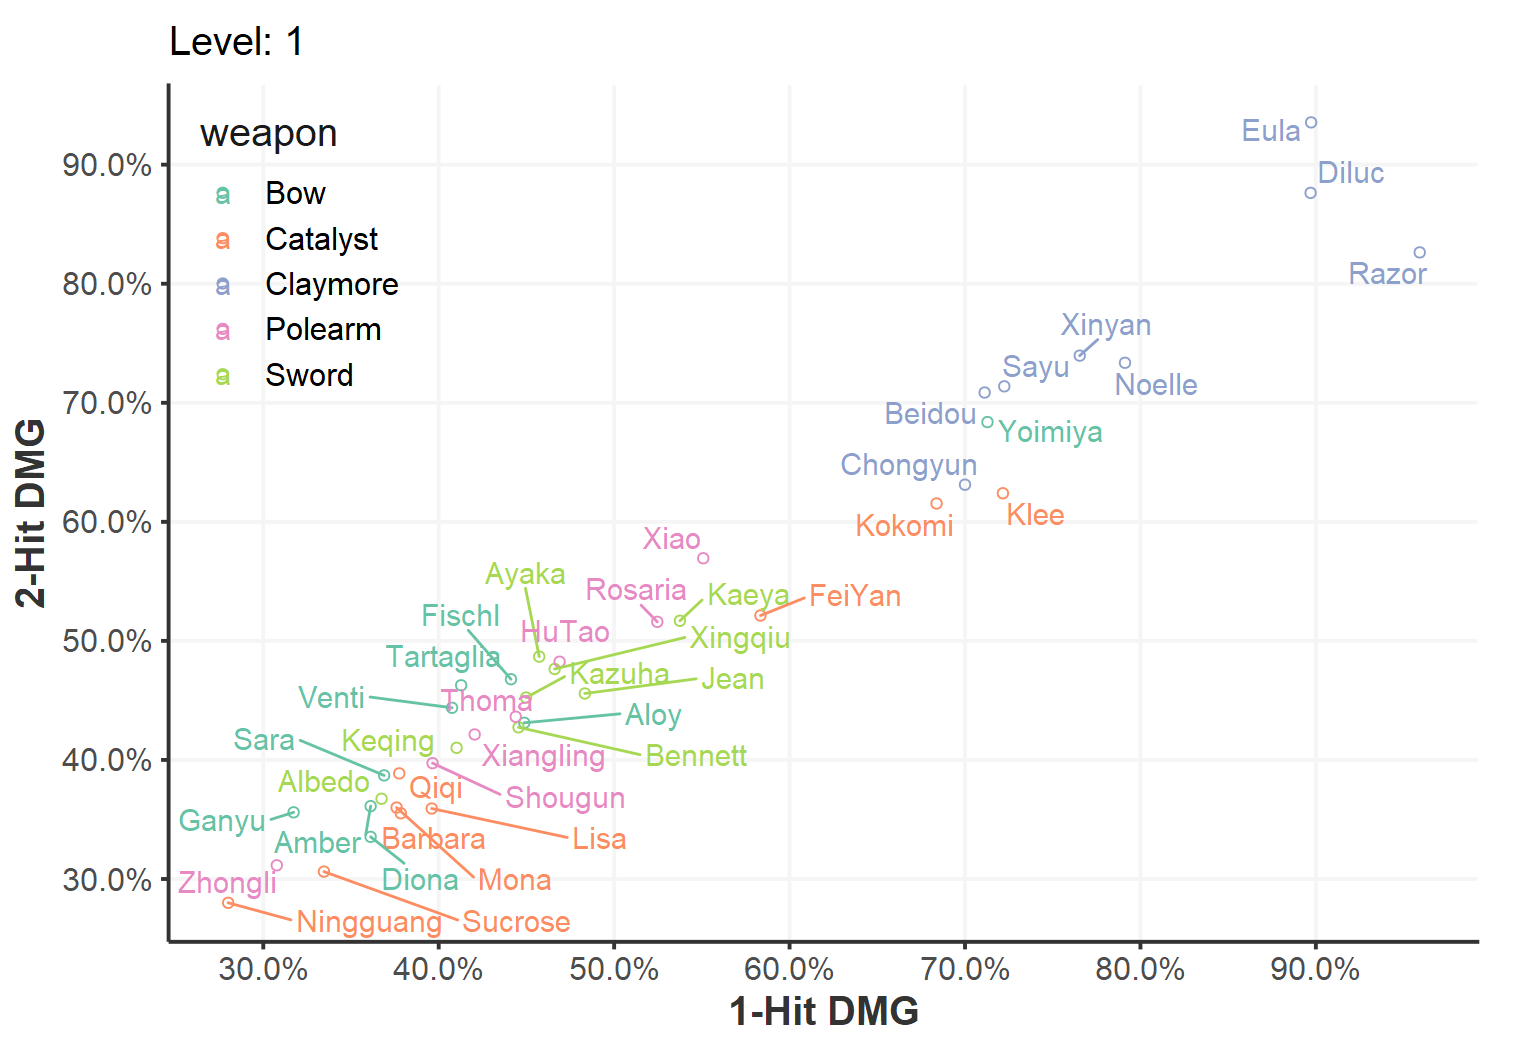 Level: 1
weapon
a Bow
a Catalyst
a Claymore
a Polearm
a Sword
2-Hit DMG
90.0%
80.0%
70.0%
60.0%
50.0%
40.0%
30.0%
Eula
Diluc
Razor
Xinyan
Sayu
Noelle
Beidou
Yoimiya
Chongyun
Klee
Kokomi
Xiao
Ayaka
Rosaria
Kaeya
FeiYan
Fischl
HuTao
Xingqiu
Tartaglia
Kazuha
Jean
Venti
Thoma
Aloy
Sara
Keqing
Xiangling
Bennett
Albedo
Qiqi
Shougun
Ganyu
Amber
Barbara
Lisa
Zhongli
Diona
Mona
Ningguang
Sucrose
30.0%
40.0%
50.0%
60.0%
70.0%
80.0%
90.0%
1-Hit DMG